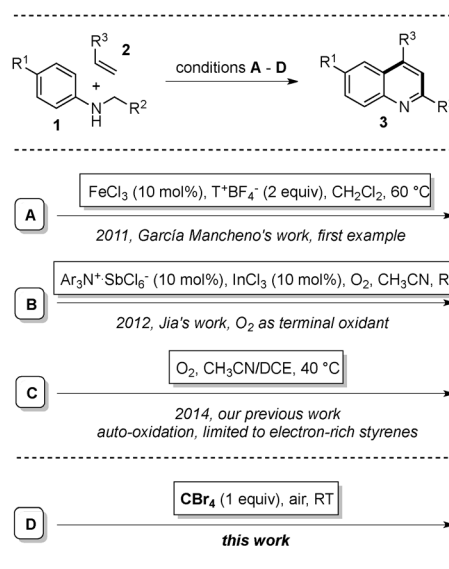 R³
2
R¹
+
N
H
R²
1
conditions A - D
R³
R¹
N
R
3
A
FeCl₃ (10 mol%), T⁺BF₄⁻ (2 equiv), CH₂Cl₂, 60 °C
2011, García Mancheno's work, first example
B
Ar₃N⁺·SbCl₆⁻ (10 mol%), InCl₃ (10 mol%), O₂, CH₃CN, R
2012, Jia's work, O₂ as terminal oxidant
C
O₂, CH₃CN/DCE, 40 °C
2014, our previous work
auto-oxidation, limited to electron-rich styrenes
D
CBr₄ (1 equiv), air, RT
this work